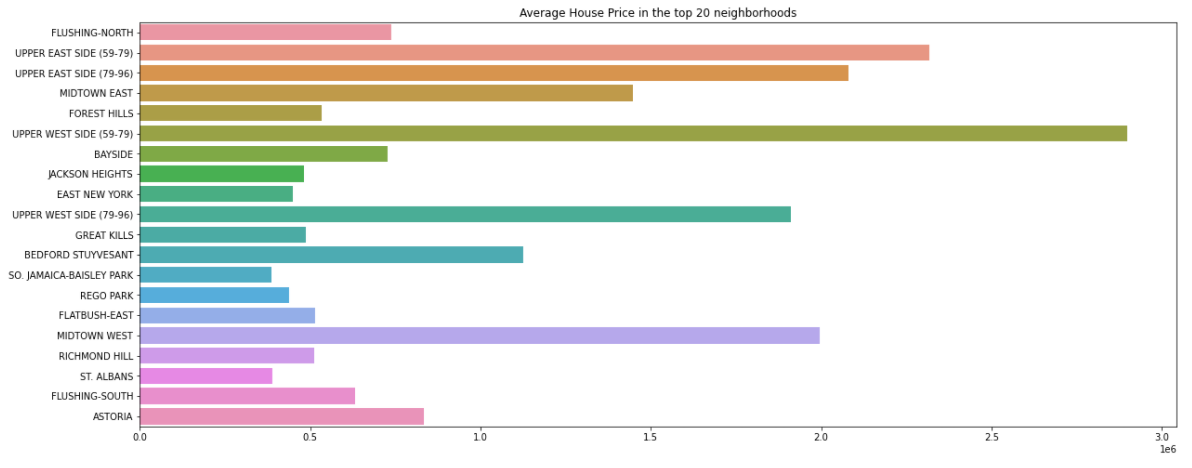 Average House Price in the top 20 neighborhoods
FLUSHING-NORTH
UPPER EAST SIDE (59-79)
UPPER EAST SIDE (79-96)
MIDTOWN EAST
FOREST HILLS
UPPER WEST SIDE (59-79)
BAYSIDE
JACKSON HEIGHTS
EAST NEW YORK
UPPER WEST SIDE (79-96)
GREAT KILLS
BEDFORD STUYVESANT
SO. JAMAICA-BAISLEY PARK
REGO PARK
FLATBUSH-EAST
MIDTOWN WEST
RICHMOND HILL
ST. ALBANS
FLUSHING-SOUTH
ASTORIA
0.0 0.5 1.0 1.5 2.0 2.5 3.0
1e6